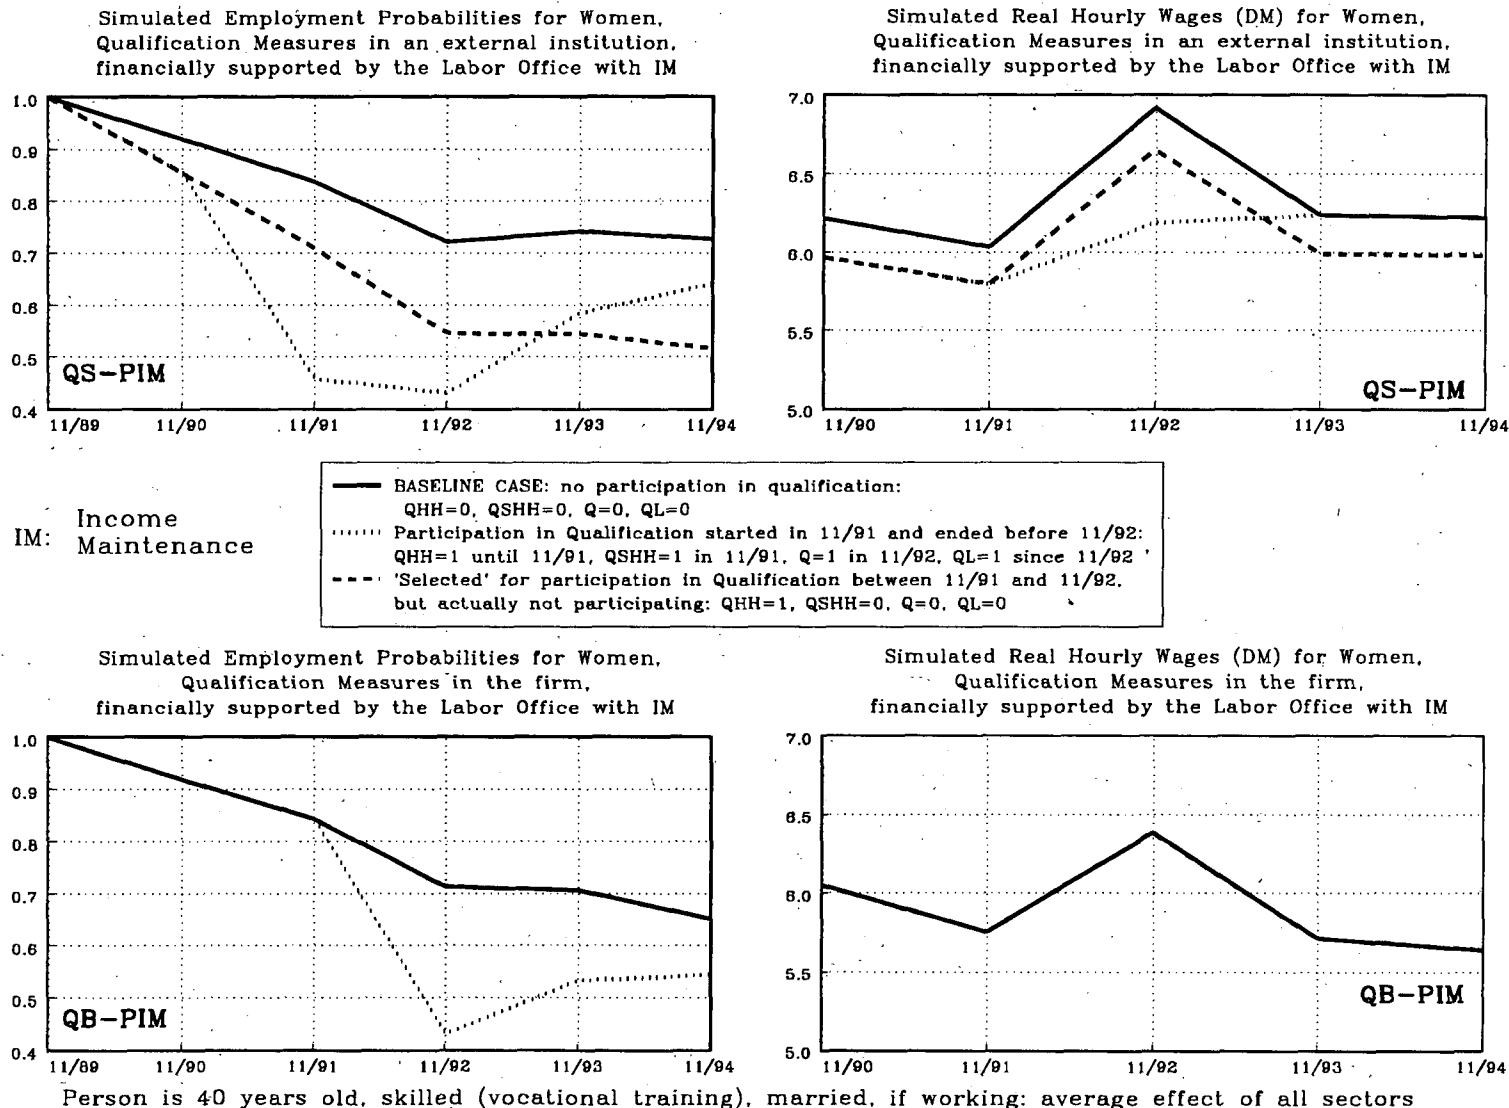 Simulated Employment Probabilities for Women,
Qualification Measures in an external institution,
financially supported by the Labor Office with IM
1.0
0.9
0.8
0.7
0.6
0.5
0.4
QS-PIM
11/89 11/90 11/91 11/92 11/93 11/94
Simulated Real Hourly Wages (DM) for Women,
Qualification Measures in an external institution,
financially supported by the Labor Office with IM
7.0
6.5
6.0
5.5
5.0
QS-PIM
11/90 11/91 11/92 11/93 11/94
IM: Income
Maintenance
BASELINE CASE: no participation in qualification:
QHH=0, QSHH=0, Q=0, QL=0
Participation in Qualification started in 11/91 and ended before 11/92:
QHH=1 until 11/91, QSHH=1 in 11/91, Q=1 in 11/92, QL=1 since 11/92
'Selected' for participation in Qualification between 11/91 and 11/92,
but actually not participating: QHH=1, QSHH=0, Q=0, QL=0
Simulated Employment Probabilities for Women,
Qualification Measures in the firm,
financially supported by the Labor Office with IM
1.0
0.9
0.8
0.7
0.6
0.5
0.4
QB-PIM
11/89 11/90 11/91 11/92 11/93 11/94
Simulated Real Hourly Wages (DM) for Women,
Qualification Measures in the firm,
financially supported by the Labor Office with IM
7.0
6.5
6.0
5.5
5.0
QB-PIM
11/90 11/91 11/92 11/93 11/94
Person is 40 years old, skilled (vocational training), married, if working: average effect of all sectors